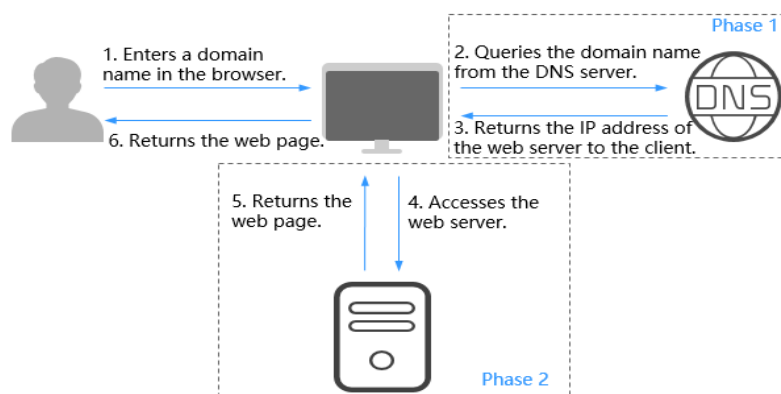 Phase 1
1. Enters a domain
name in the browser.
2. Queries the domain name
from the DNS server.
DNS
6. Returns the web page.
3. Returns the IP address of
the web server to the client.
5. Returns the
web page.
4. Accesses the
web server.
Phase 2